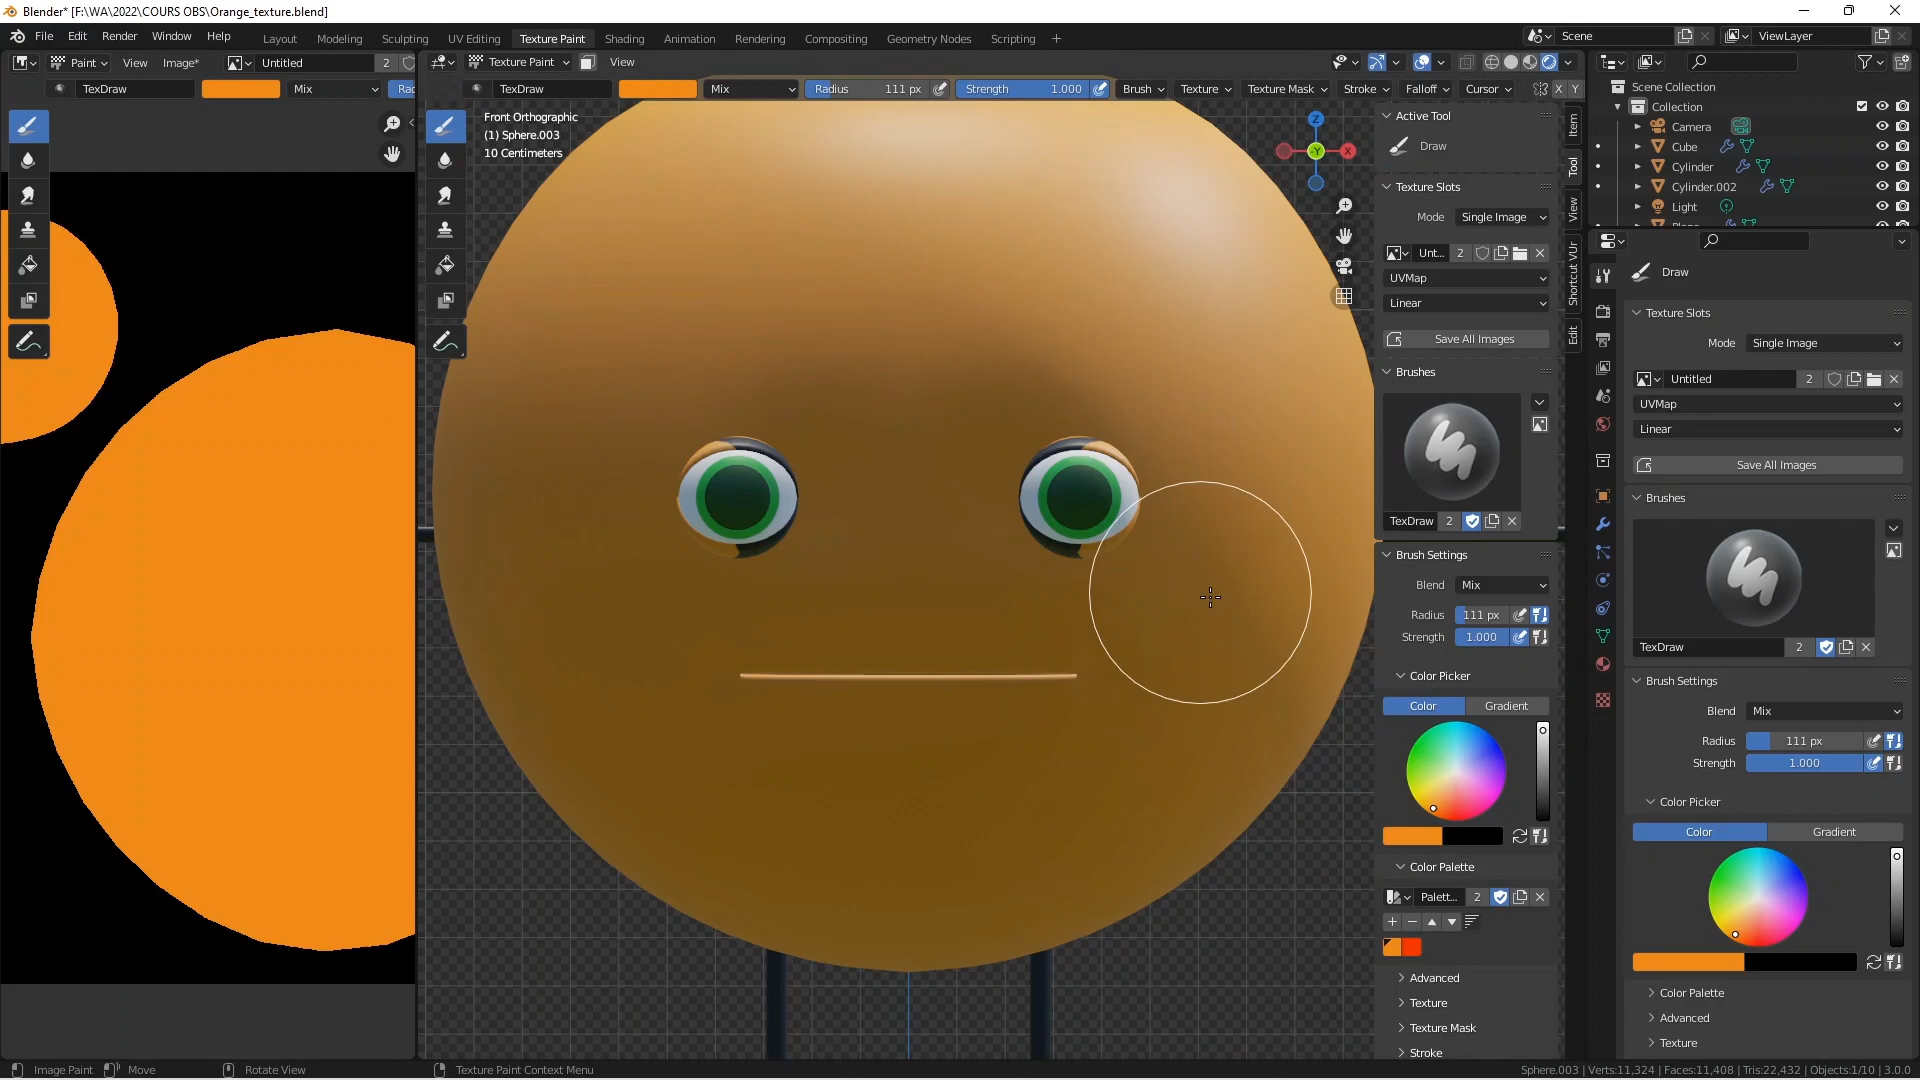 Blender* [F:\WA\2022\COURS OBS\Orange_texture.blend]
File Edit Render Window Help Layout Modeling Sculpting UV Editing Texture Paint Shading Animation Rendering Compositing Geometry Nodes Scripting + Scene ViewLayer
Paint View Image* Untitled 2 Texture Paint View
TexDraw Mix Rac TexDraw Mix Radius 111 px Strength 1.000 Brush Texture Texture Mask Stroke Falloff Cursor X Y
Front Orthographic
(1) Sphere.003
10 Centimeters
Z
-Y X
Active Tool
Draw
Texture Slots
Mode Single Image
Unt... 2
UVMap
Linear
Save All Images
Brushes
TexDraw 2
Brush Settings
Blend Mix
Radius 111 px
Strength 1.000
Color Picker
Color Gradient
Color Palette
Palett... 2
Advanced
Texture
Texture Mask
Stroke
Item
Tool
View
Shortcut VUr
Edit
Scene Collection
Collection
Camera
Cube
Cylinder
Cylinder.002
Light
Draw
Texture Slots
Mode Single Image
Untitled 2
UVMap
Linear
Save All Images
Brushes
TexDraw 2
Brush Settings
Blend Mix
Radius 111 px
Strength 1.000
Color Picker
Color Gradient
Color Palette
Advanced
Texture
Image Paint Move Rotate View Texture Paint Context Menu Sphere.003 | Verts:11,324 | Faces:11,408 | Tris:22,432 | Objects:1/10 | 3.0.0